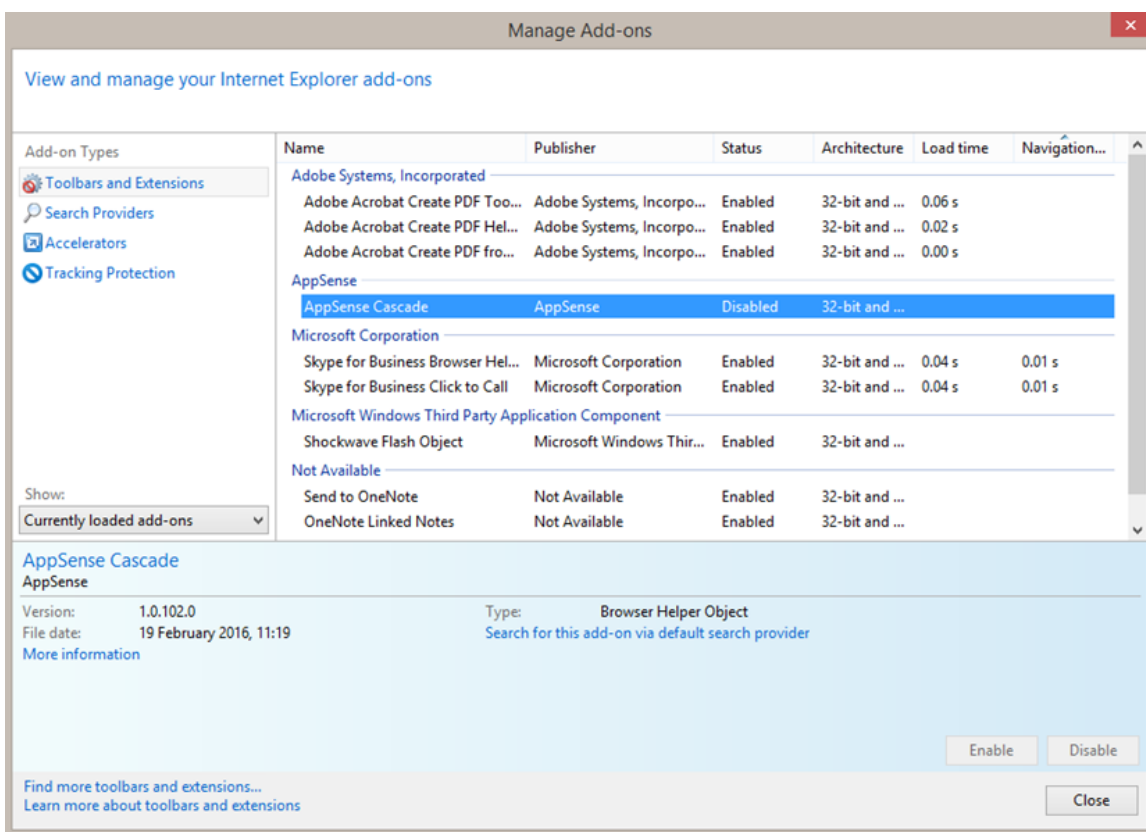 Manage Add-ons
View and manage your Internet Explorer add-ons
Add-on Types
Toolbars and Extensions
Search Providers
Accelerators
Tracking Protection
Show:
Currently loaded add-ons
Name Publisher Status Architecture Load time Navigation...
Adobe Systems, Incorporated
Adobe Acrobat Create PDF Too... Adobe Systems, Incorpo... Enabled 32-bit and ... 0.06 s
Adobe Acrobat Create PDF Hel... Adobe Systems, Incorpo... Enabled 32-bit and ... 0.02 s
Adobe Acrobat Create PDF fro... Adobe Systems, Incorpo... Enabled 32-bit and ... 0.00 s
AppSense
AppSense Cascade AppSense Disabled 32-bit and ...
Microsoft Corporation
Skype for Business Browser Hel... Microsoft Corporation Enabled 32-bit and ... 0.04 s 0.01 s
Skype for Business Click to Call Microsoft Corporation Enabled 32-bit and ... 0.04 s 0.01 s
Microsoft Windows Third Party Application Component
Shockwave Flash Object Microsoft Windows Thir... Enabled 32-bit and ...
Not Available
Send to OneNote Not Available Enabled 32-bit and ...
OneNote Linked Notes Not Available Enabled 32-bit and ...
AppSense Cascade
AppSense
Version: 1.0.102.0 Type: Browser Helper Object
File date: 19 February 2016, 11:19 Search for this add-on via default search provider
More information
Enable Disable
Find more toolbars and extensions...
Learn more about toolbars and extensions
Close